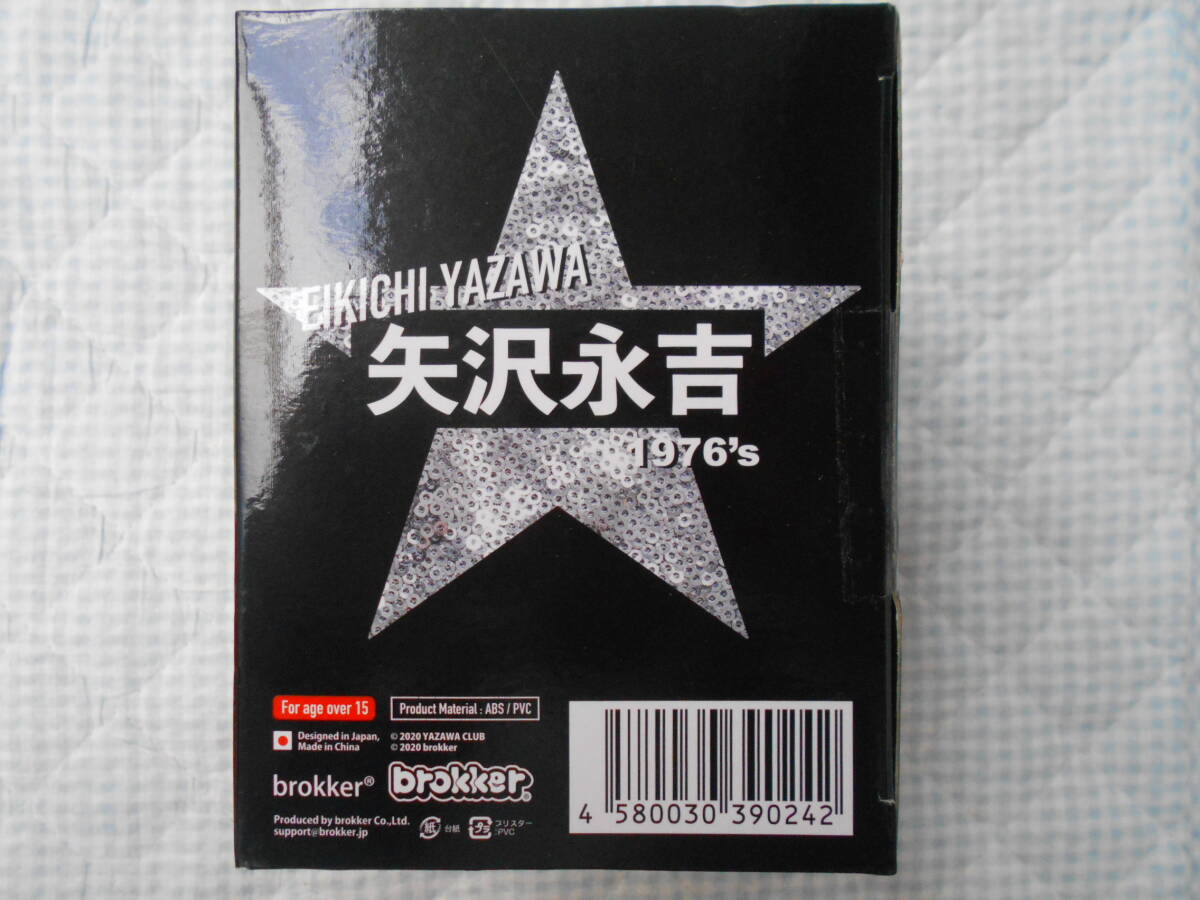 EIKICHI YAZAWA
矢沢永吉
1976's
For age over 15
Product Material : ABS / PVC
Designed in Japan,
Made in China
© 2020 YAZAWA CLUB
© 2020 brokker
brokker®
brokker®
Produced by brokker Co.,Ltd.
support@brokker.jp
紙 台紙
プラ ブリスター
:PVC
4 580030 390242